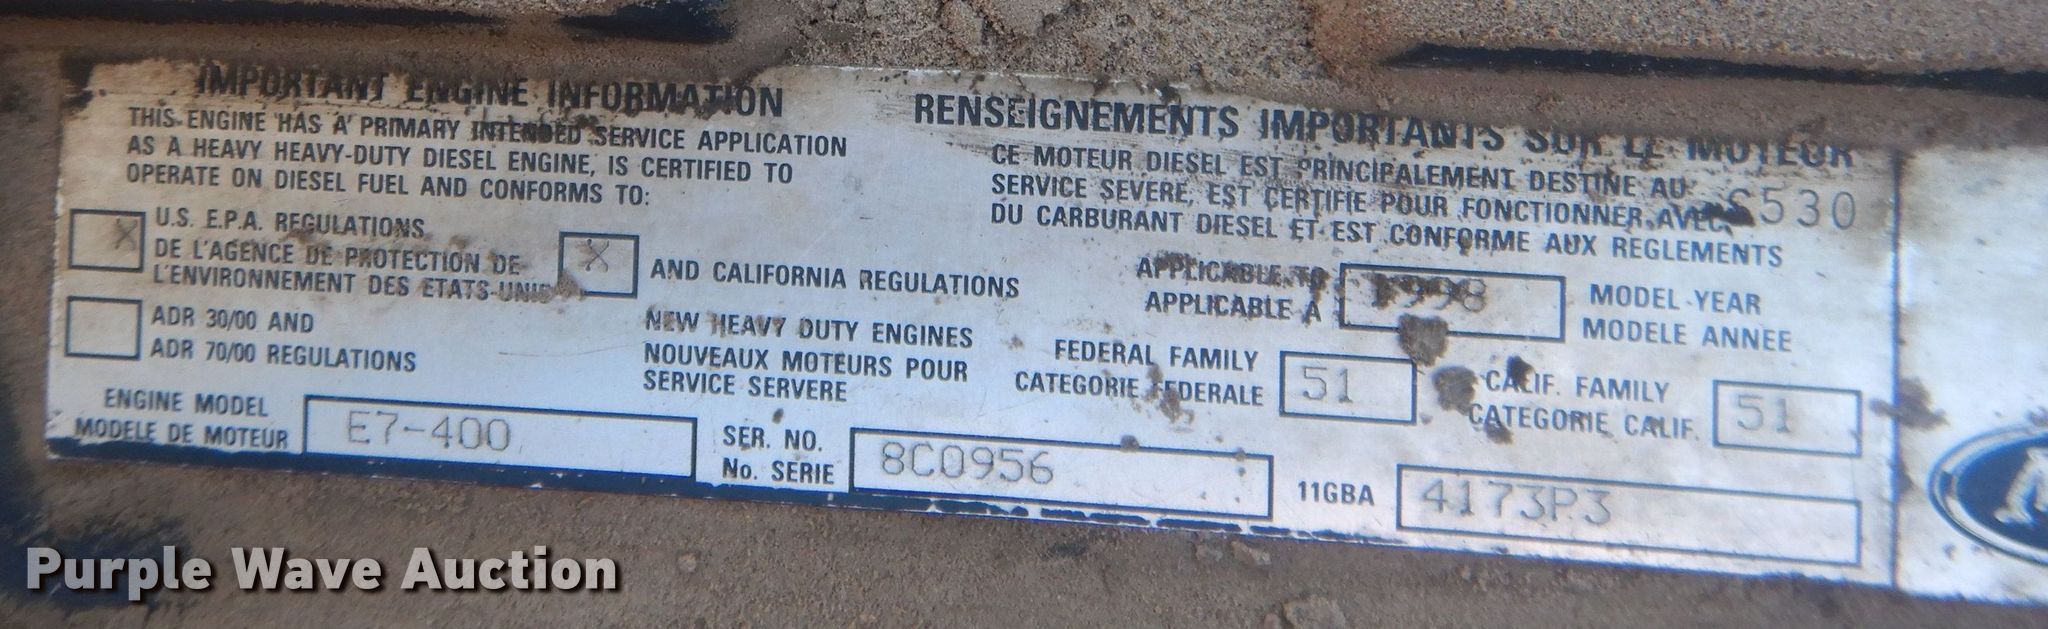 IMPORTANT ENGINE INFORMATION
THIS ENGINE HAS A PRIMARY INTENDED SERVICE APPLICATION
AS A HEAVY HEAVY-DUTY DIESEL ENGINE, IS CERTIFIED TO
OPERATE ON DIESEL FUEL AND CONFORMS TO:
X
U.S. E.P.A. REGULATIONS
DE L'AGENCE DE PROTECTION DE
L'ENVIRONNEMENT DES ETATS-UNIS
X
AND CALIFORNIA REGULATIONS
ADR 30/00 AND
ADR 70/00 REGULATIONS
NEW HEAVY DUTY ENGINES
NOUVEAUX MOTEURS POUR
SERVICE SERVERE
ENGINE MODEL
MODELE DE MOTEUR
E7-400
SER. NO.
No. SERIE
8C0956
RENSEIGNEMENTS IMPORTANTS SUR LE MOTEUR
CE MOTEUR DIESEL EST PRINCIPALEMENT DESTINE AU
SERVICE SEVERE, EST CERTIFIE POUR FONCTIONNER AVEC
DU CARBURANT DIESEL ET EST CONFORME AUX REGLEMENTS
530
APPLICABLE TO
APPLICABLE A
1998
MODEL YEAR
MODELE ANNEE
FEDERAL FAMILY
CATEGORIE FEDERALE
51
CALIF. FAMILY
CATEGORIE CALIF.
51
11GBA
4173P3
Purple Wave Auction